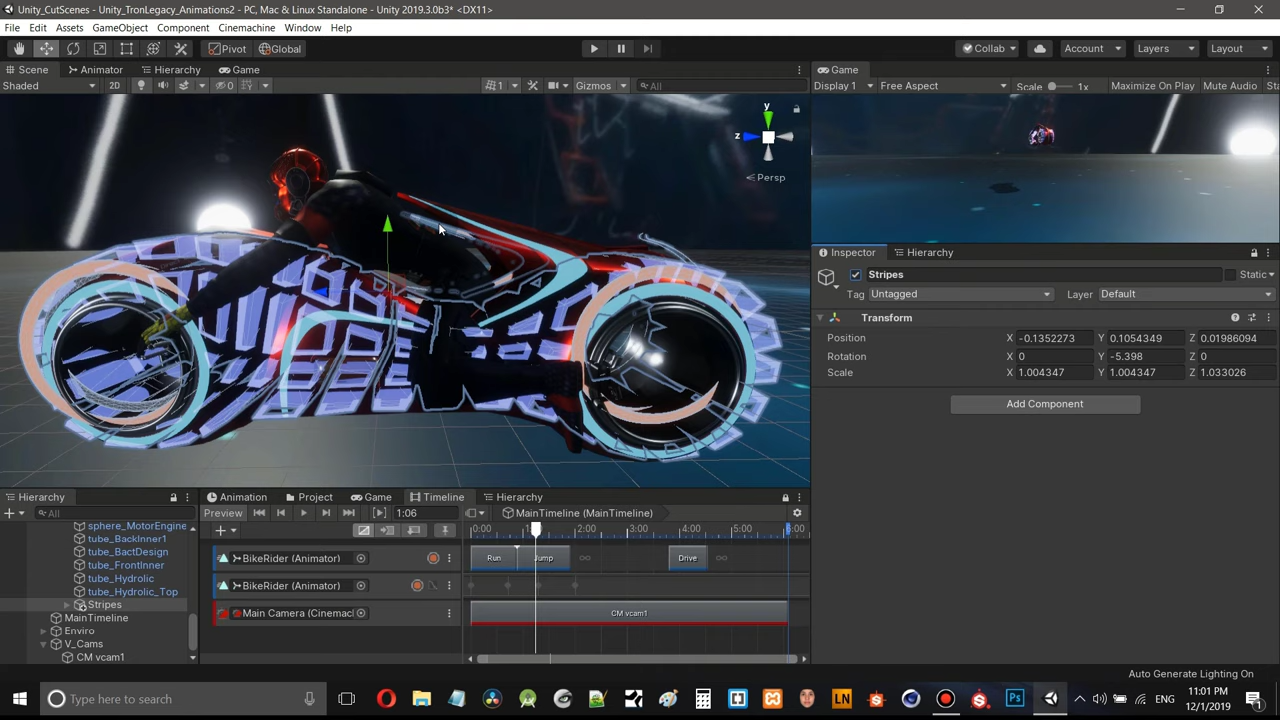 Unity_CutScenes - Unity_TronLegacy_Animations2 - PC, Mac & Linux Standalone - Unity 2019.3.0b3* <DX11>
File Edit Assets GameObject Component Cinemachine Window Help
Pivot Global Collab Account Layers Layout
Scene Animator Hierarchy Game
Game
Shaded 2D 0 1 Gizmos All
Display 1 Free Aspect Scale 1x Maximize On Play Mute Audio Sta
y
z
Persp
Inspector Hierarchy
Stripes Static
Tag Untagged Layer Default
Transform
Position X -0.1352273 Y 0.1054349 Z 0.01986094
Rotation X 0 Y -5.398 Z 0
Scale X 1.004347 Y 1.004347 Z 1.033026
Add Component
Hierarchy
All
sphere_MotorEngine
tube_BackInner1
tube_BactDesign
tube_FrontInner
tube_Hydrolic
tube_Hydrolic_Top
Stripes
MainTimeline
Enviro
V_Cams
CM vcam1
Animation Project Game Timeline Hierarchy
Preview 1:06 MainTimeline (MainTimeline)
0:00 2:00 3:00 4:00 5:00
BikeRider (Animator) Run Jump Drive
BikeRider (Animator)
Main Camera (Cinemac CM vcam1
Auto Generate Lighting On
Type here to search
LN
Ps
ENG
11:01 PM
12/1/2019